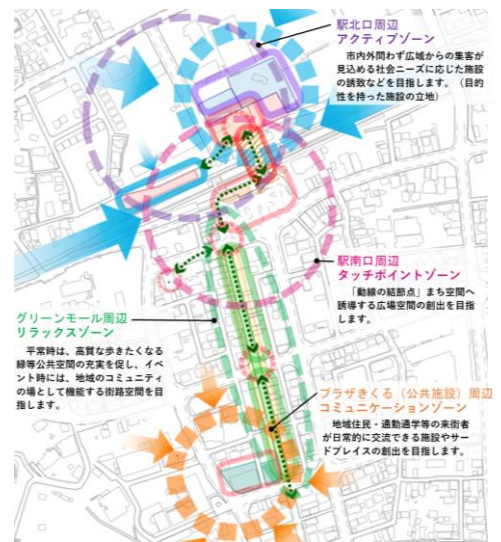 駅北口周辺
アクティブゾーン
市内外問わず広域からの集客が
見込める社会ニーズに応じた施設
の誘致などを目指します。（目的
性を持った施設の立地）
駅南口周辺
タッチポイントゾーン
「動線の結節点」まち空間へ
誘導する広場空間の創出を目指
します。
グリーンモール周辺
リラックスゾーン
平常時は、高質な歩きたくなる
緑等公共空間の充実を促し、イベ
ント時には、地域のコミュニティ
の場として機能する街路空間を目
指します。
プラザきくる（公共施設）周辺
コミュニケーションゾーン
地域住民・通勤通学等の来街者
が日常的に交流できる施設やサー
ドプレイスの創出を目指します。